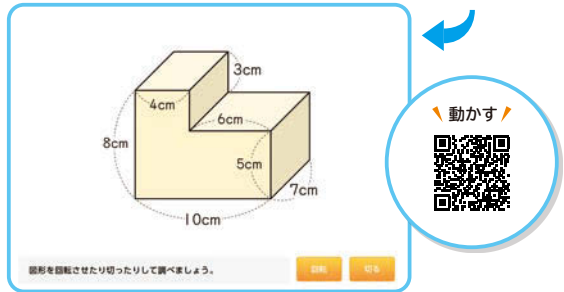 3cm
4cm
6cm
8cm
5cm
7cm
10cm
動かす
図形を回転させたり切ったりして調べましょう。
回転
切る